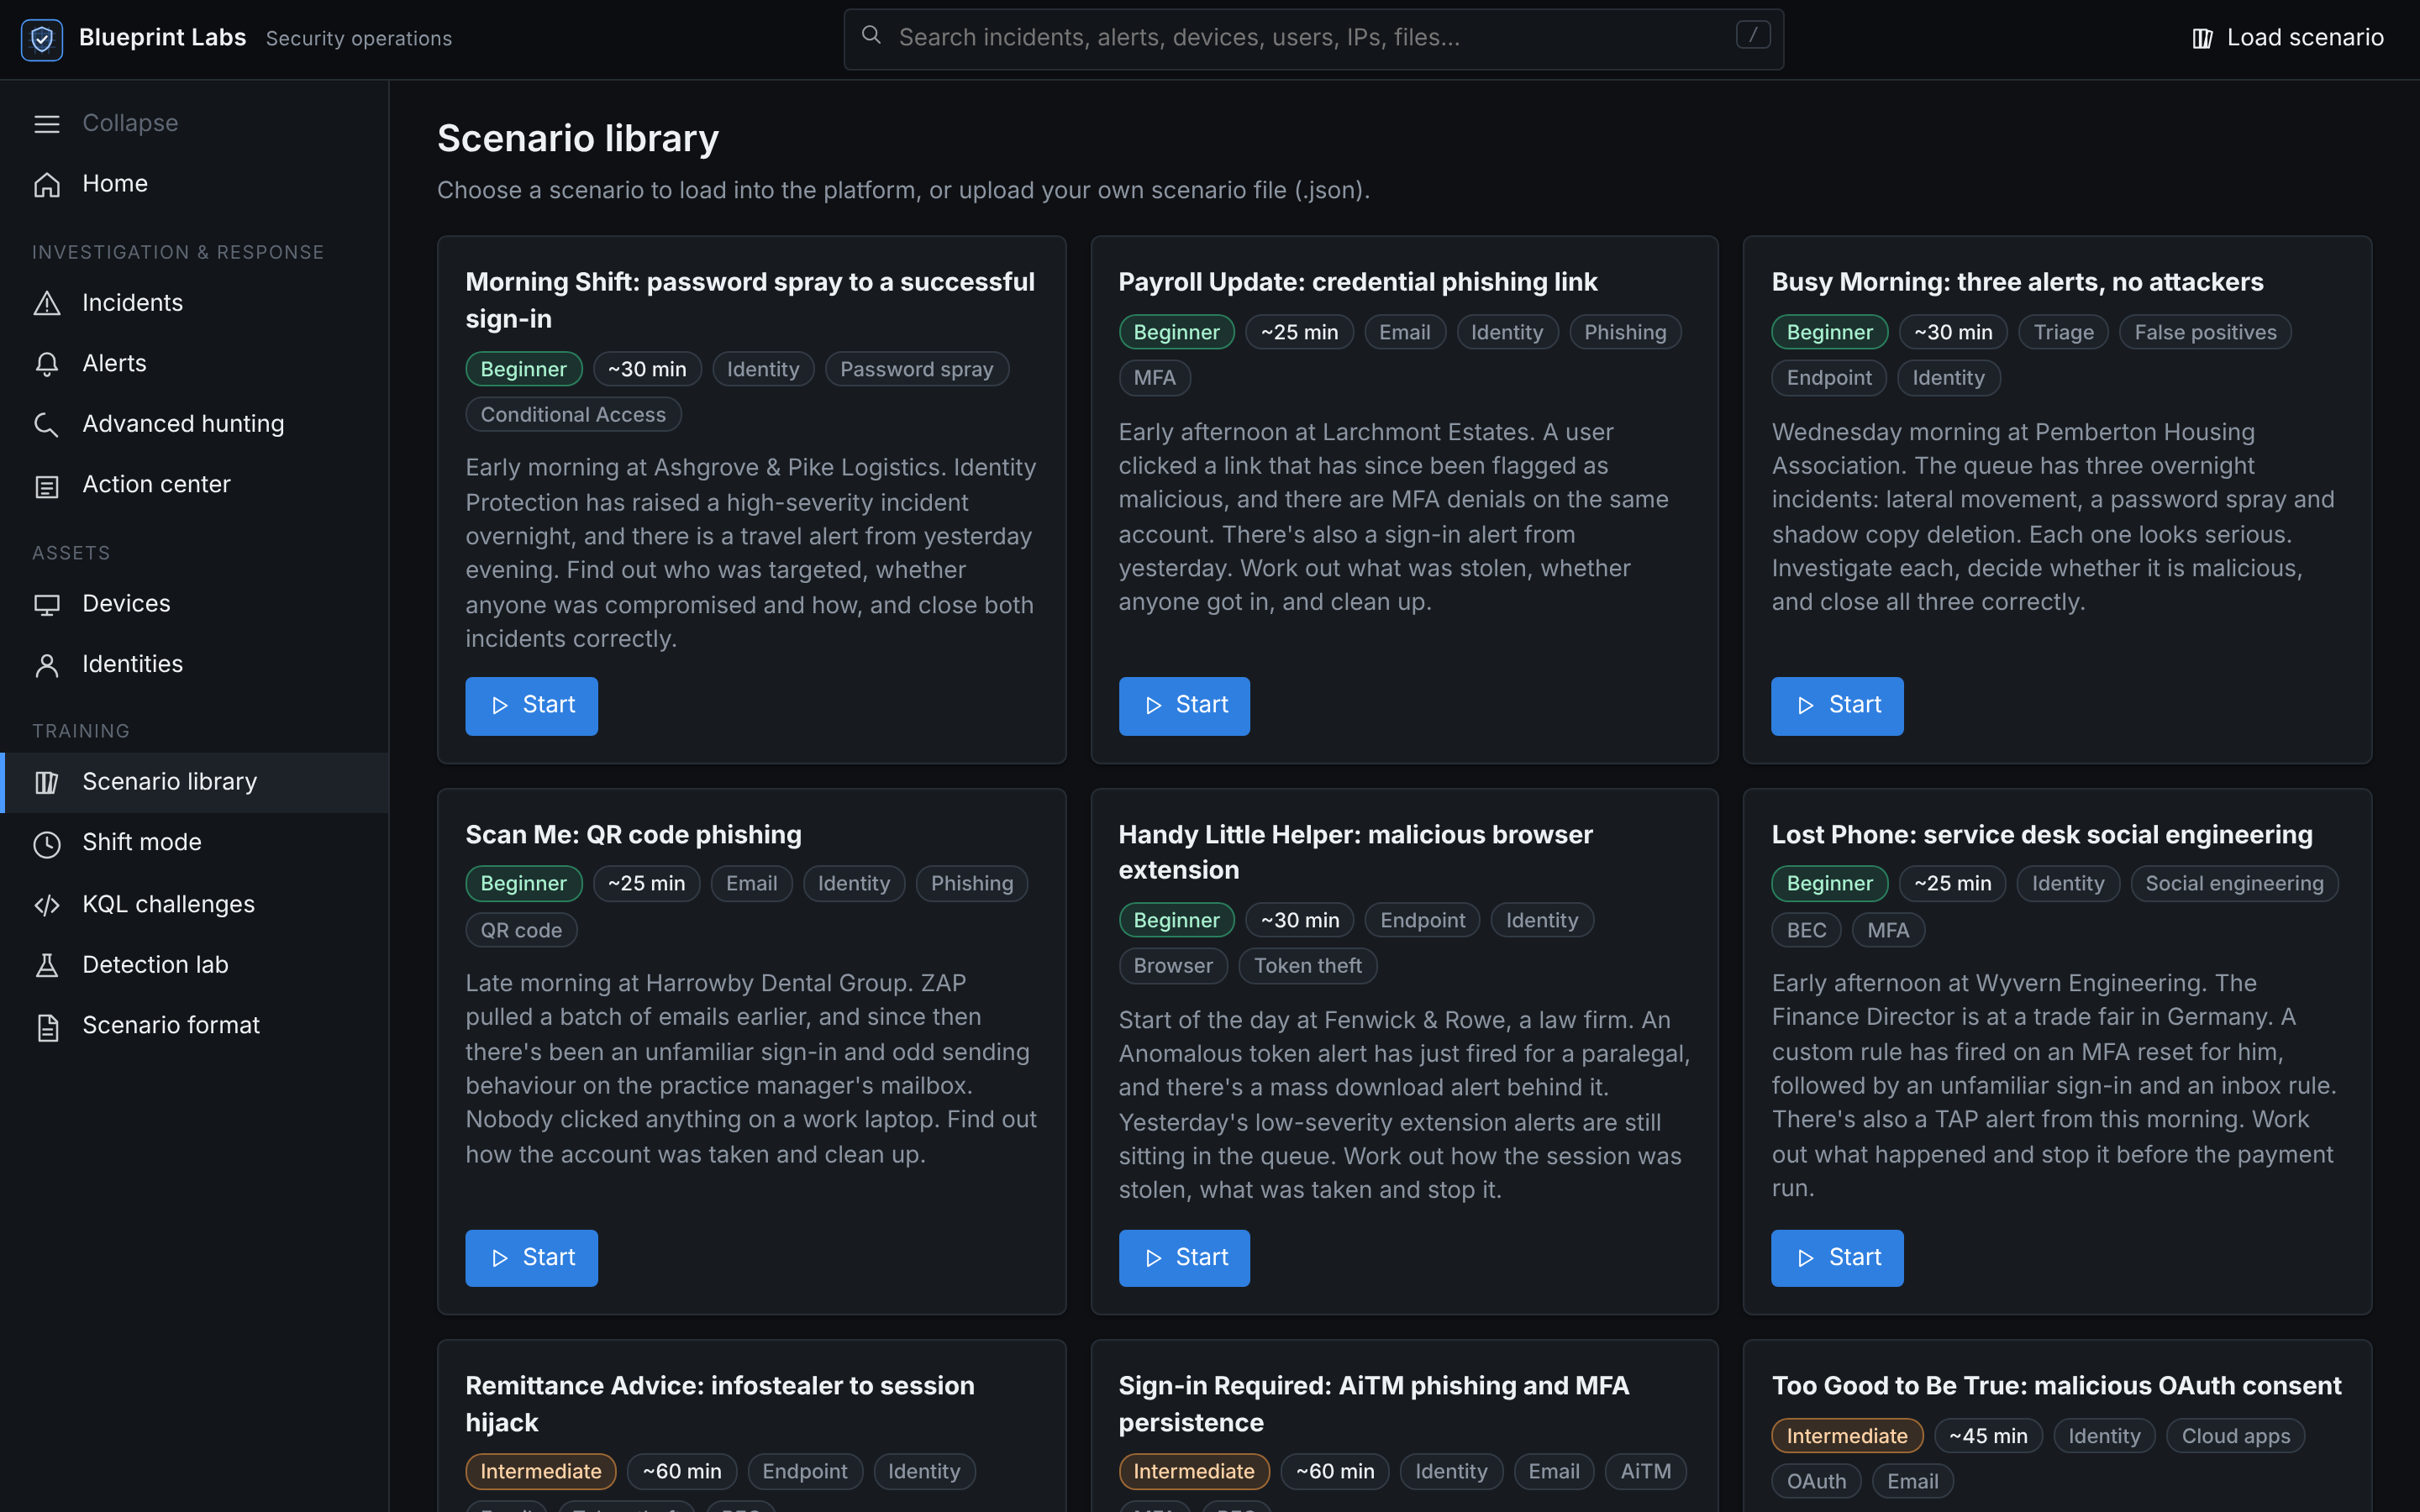 Blueprint Labs Security operations
Search incidents, alerts, devices, users, IPs, files...
/
Load scenario
Collapse
Home
INVESTIGATION & RESPONSE
Incidents
Alerts
Advanced hunting
Action center
ASSETS
Devices
Identities
TRAINING
Scenario library
Shift mode
KQL challenges
Detection lab
Scenario format
Scenario library
Choose a scenario to load into the platform, or upload your own scenario file (.json).
Morning Shift: password spray to a successful
sign-in
Beginner ~30 min Identity Password spray
Conditional Access
Early morning at Ashgrove & Pike Logistics. Identity
Protection has raised a high-severity incident
overnight, and there is a travel alert from yesterday
evening. Find out who was targeted, whether
anyone was compromised and how, and close both
incidents correctly.
Start
Payroll Update: credential phishing link
Beginner ~25 min Email Identity Phishing
MFA
Early afternoon at Larchmont Estates. A user
clicked a link that has since been flagged as
malicious, and there are MFA denials on the same
account. There's also a sign-in alert from
yesterday. Work out what was stolen, whether
anyone got in, and clean up.
Start
Busy Morning: three alerts, no attackers
Beginner ~30 min Triage False positives
Endpoint Identity
Wednesday morning at Pemberton Housing
Association. The queue has three overnight
incidents: lateral movement, a password spray and
shadow copy deletion. Each one looks serious.
Investigate each, decide whether it is malicious,
and close all three correctly.
Start
Scan Me: QR code phishing
Beginner ~25 min Email Identity Phishing
QR code
Late morning at Harrowby Dental Group. ZAP
pulled a batch of emails earlier, and since then
there's been an unfamiliar sign-in and odd sending
behaviour on the practice manager's mailbox.
Nobody clicked anything on a work laptop. Find out
how the account was taken and clean up.
Start
Handy Little Helper: malicious browser
extension
Beginner ~30 min Endpoint Identity
Browser Token theft
Start of the day at Fenwick & Rowe, a law firm. An
Anomalous token alert has just fired for a paralegal,
and there's a mass download alert behind it.
Yesterday's low-severity extension alerts are still
sitting in the queue. Work out how the session was
stolen, what was taken and stop it.
Start
Lost Phone: service desk social engineering
Beginner ~25 min Identity Social engineering
BEC MFA
Early afternoon at Wyvern Engineering. The
Finance Director is at a trade fair in Germany. A
custom rule has fired on an MFA reset for him,
followed by an unfamiliar sign-in and an inbox rule.
There's also a TAP alert from this morning. Work
out what happened and stop it before the payment
run.
Start
Remittance Advice: infostealer to session
hijack
Intermediate ~60 min Endpoint Identity
Sign-in Required: AiTM phishing and MFA
persistence
Intermediate ~60 min Identity Email AiTM
Too Good to Be True: malicious OAuth consent
Intermediate ~45 min Identity Cloud apps
OAuth Email